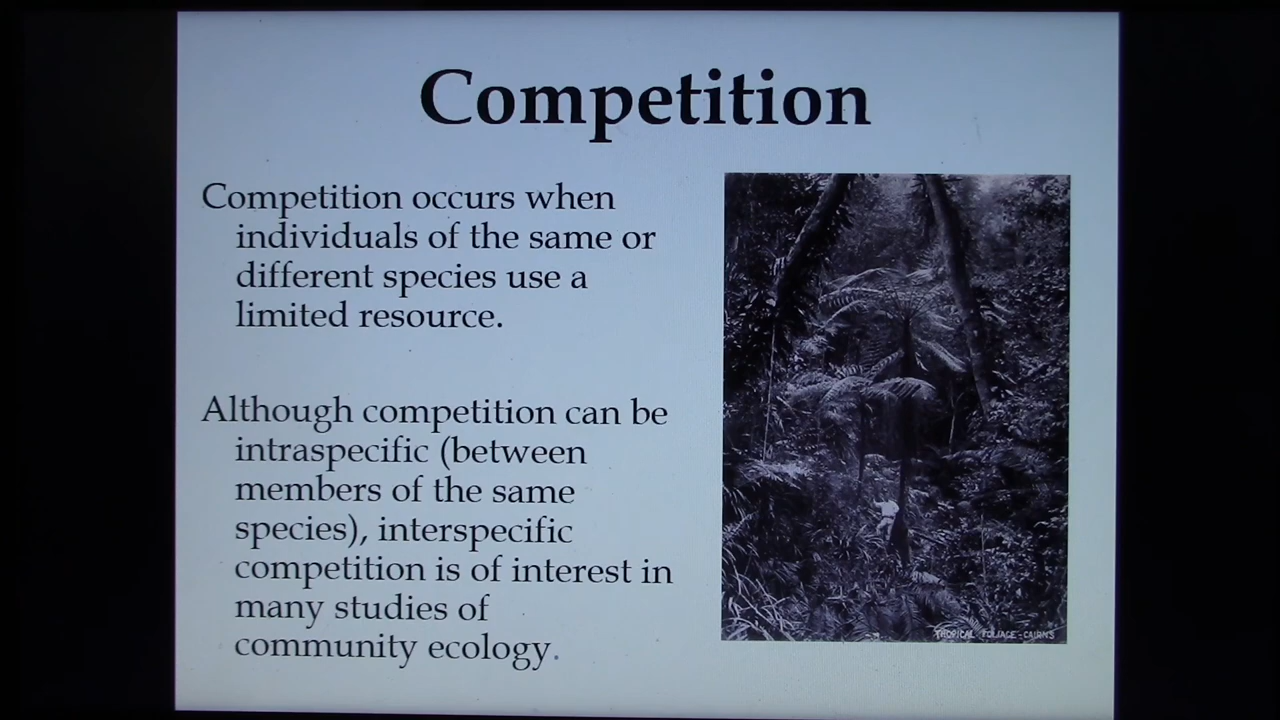 Competition
Competition occurs when
individuals of the same or
different species use a
limited resource.
Although competition can be
intraspecific (between
members of the same
species), interspecific
competition is of interest in
many studies of
community ecology.
TROPICAL FOLIAGE - CAIRNS